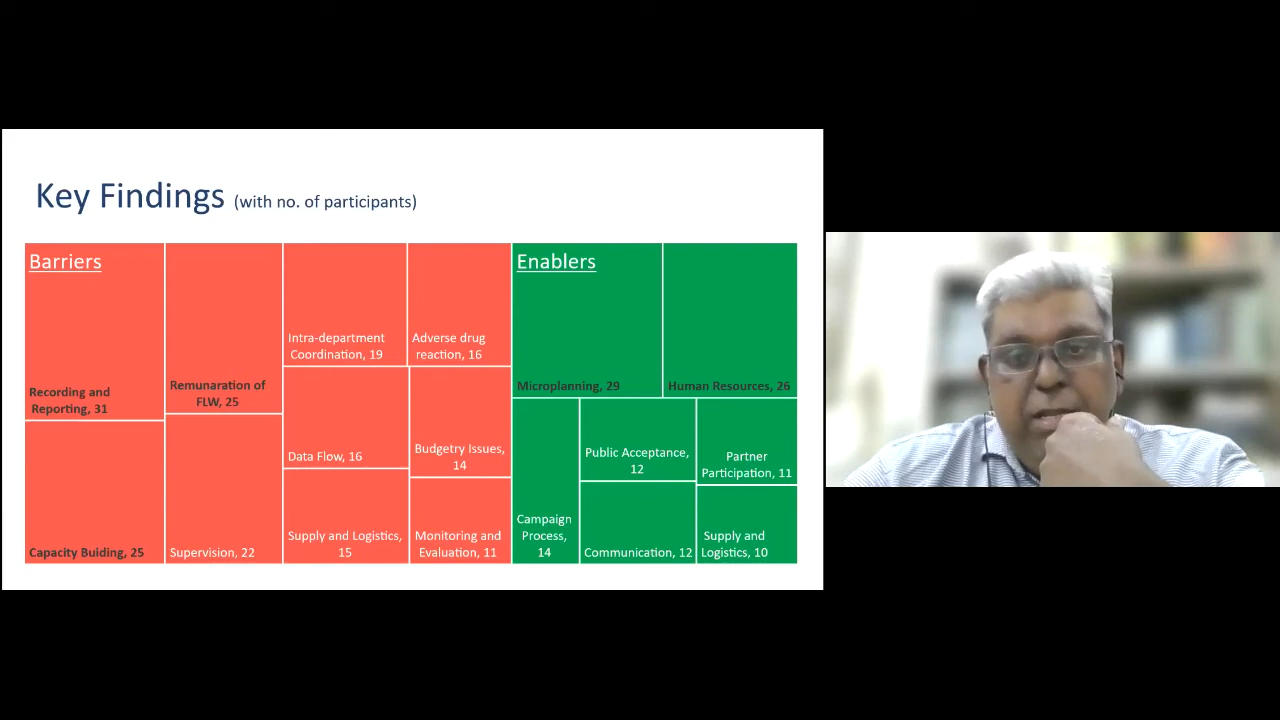 Key Findings (with no. of participants)
Barriers
Recording and
Reporting, 31
Capacity Buiding, 25
Remunaration of
FLW, 25
Supervision, 22
Intra-department
Coordination, 19
Adverse drug
reaction, 16
Data Flow, 16
Budgetry Issues,
14
Supply and Logistics,
15
Monitoring and
Evaluation, 11
Enablers
Microplanning, 29
Human Resources, 26
Campaign
Process,
14
Public Acceptance,
12
Communication, 12
Partner
Participation, 11
Supply and
Logistics, 10